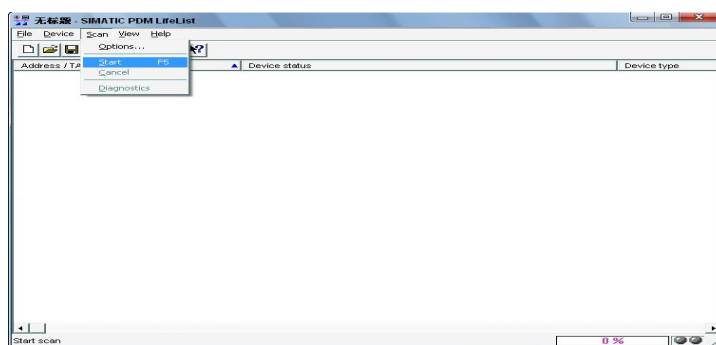 无标题 - SIMATIC PDM LifeList
File Device Scan View Help
Options...
Address / TA
Device status
Device type
Start F5
Cancel
Diagnostics
Start scan
0 %